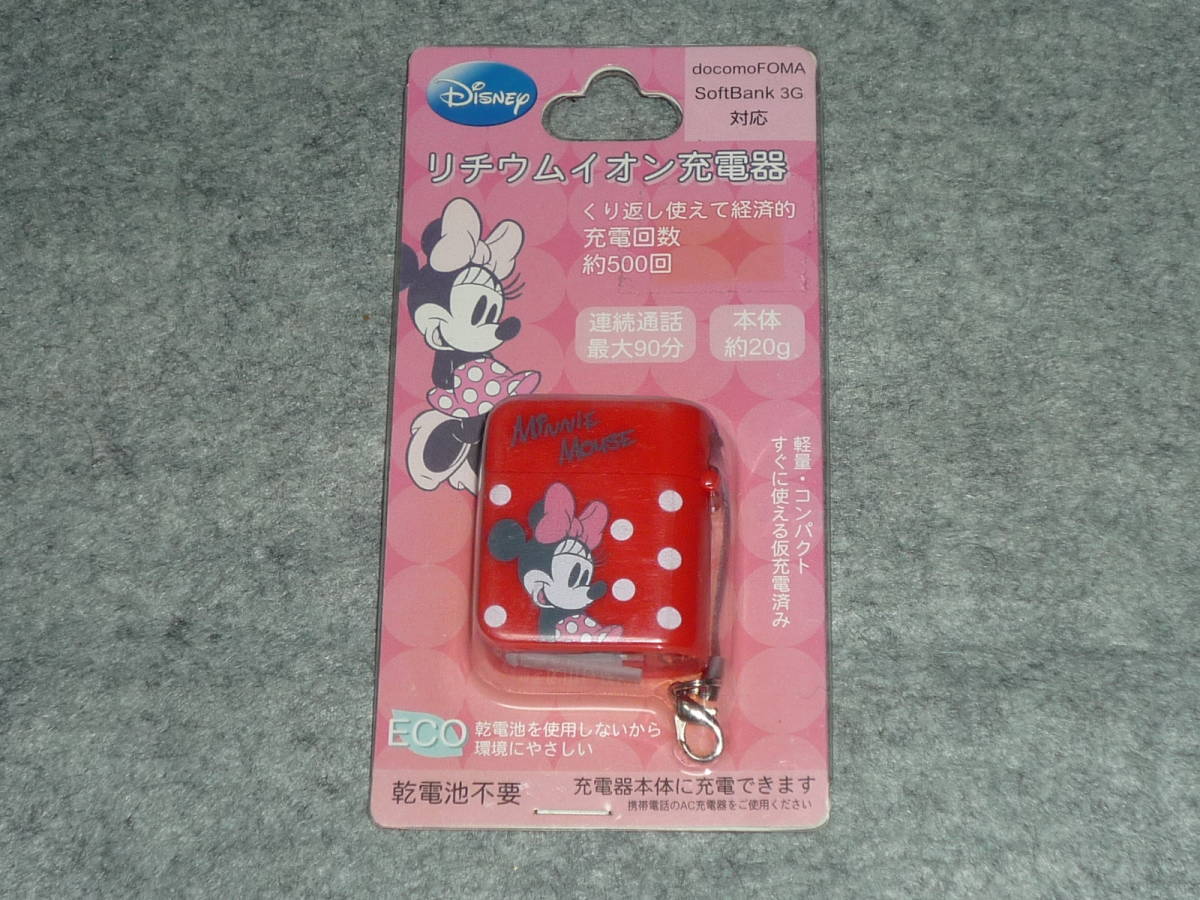 Disney
docomoFOMA
SoftBank 3G
対応
リチウムイオン充電器
くり返し使えて経済的
充電回数
約500回
連続通話
最大90分
本体
約20g
MINNIE
MOUSE
軽量・コンパクト
すぐに使える仮充電済み
ECO
乾電池を使用しないから
環境にやさしい
乾電池不要
充電器本体に充電できます
携帯電話のAC充電器をご使用ください